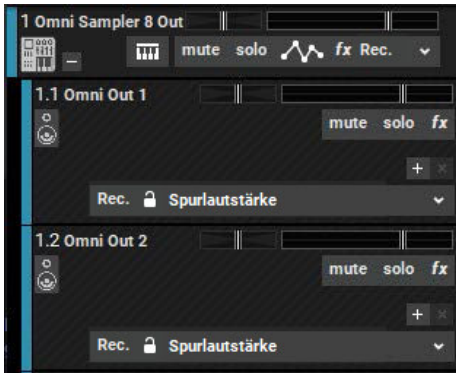 1 Omni Sampler 8 Out
mute solo fx Rec.
1.1 Omni Out 1
mute solo fx
Rec. Spurlautstärke
1.2 Omni Out 2
mute solo fx
Rec. Spurlautstärke